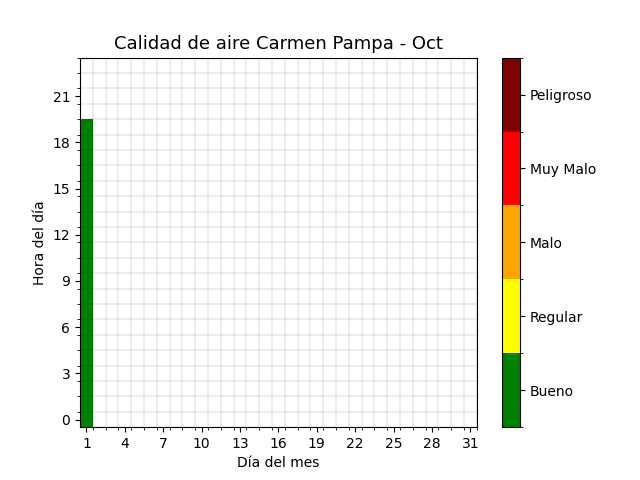 Calidad de aire Carmen Pampa - Oct
Hora del día
21
18
15
12
9
6
3
0
1 4 7 10 13 16 19 22 25 28 31
Día del mes
Peligroso
Muy Malo
Malo
Regular
Bueno